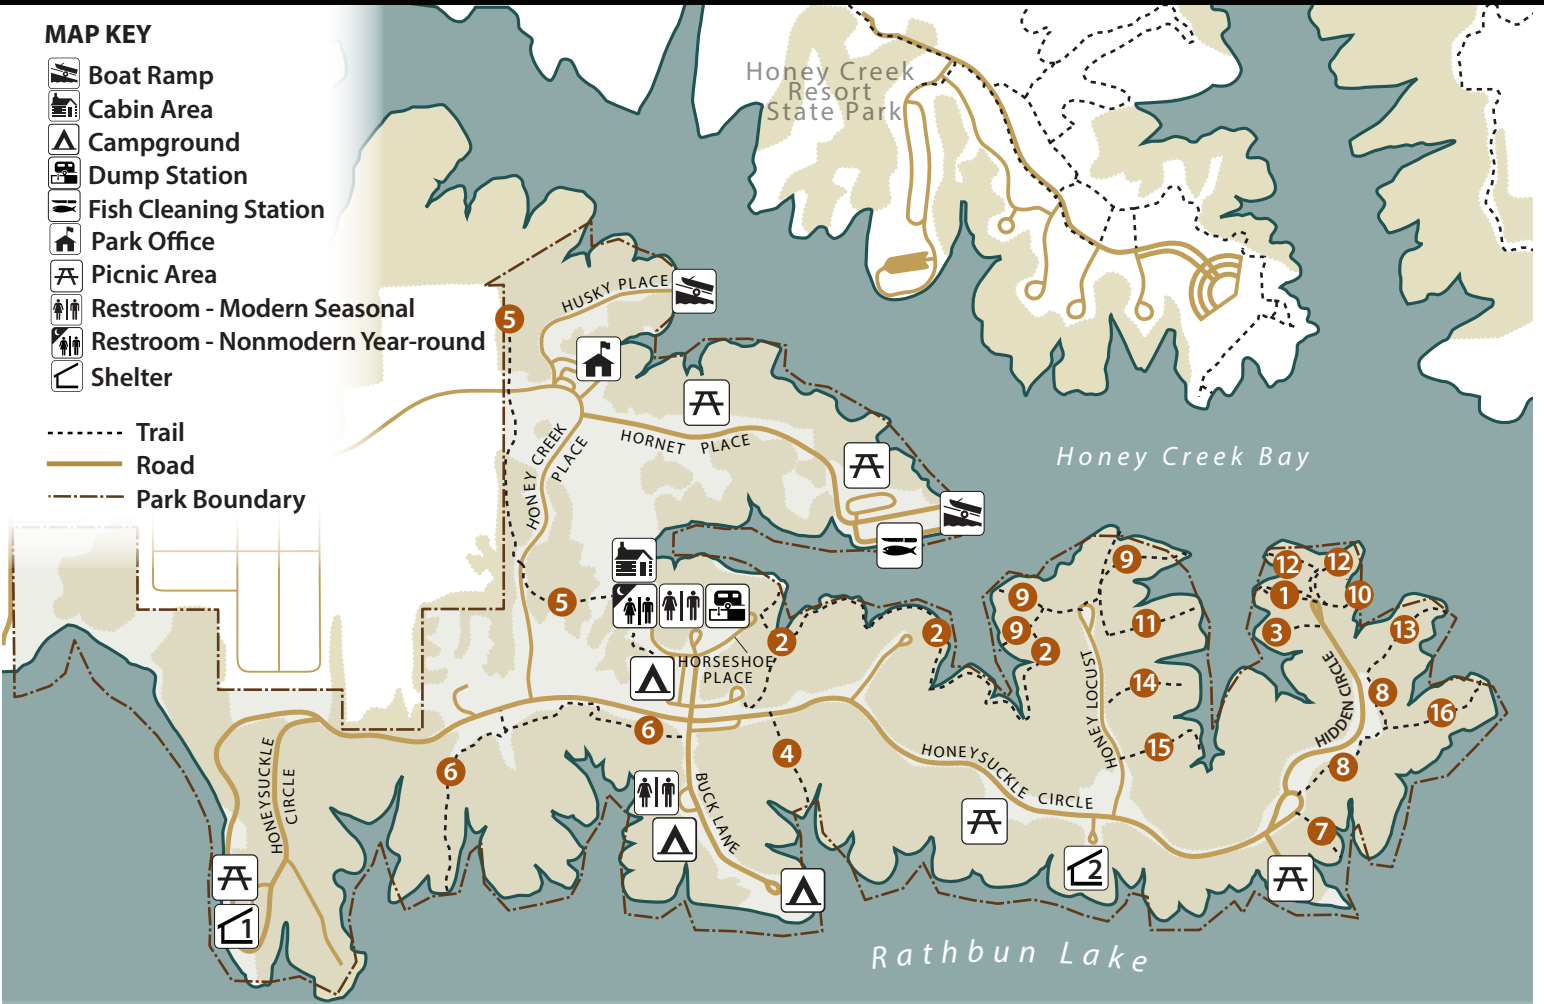 MAP KEY
Boat Ramp
Cabin Area
Campground
Dump Station
Fish Cleaning Station
Park Office
Picnic Area
Restroom - Modern Seasonal
Restroom - Nonmodern Year-round
Shelter
Trail
Road
Park Boundary
Honey Creek
Resort
State Park
HUSKY PLACE
5
HONEY CREEK
PLACE
HORNET PLACE
Honey Creek Bay
5
HORSESHOE
PLACE
2
2
9
9
9
2
11
HONEY LOCUST
14
15
12
12
1
10
3
13
8
16
HIDDEN CIRCLE
8
7
6
6
4
BUCK LANE
HONEYSUCKLE CIRCLE
HONEYSUCKLE
CIRCLE
1
2
Rathbun Lake